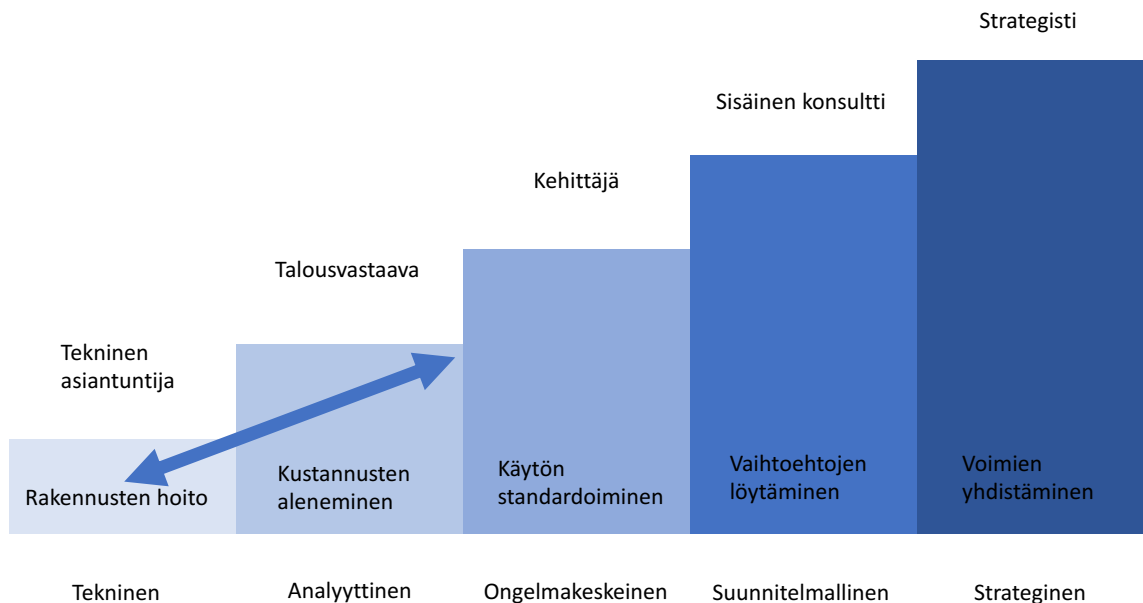 Strategisti
Sisäinen konsultti
Kehittäjä
Talousvastaava
Tekninen
asiantuntija
Rakennusten hoito
Kustannusten
aleneminen
Käytön
standardoiminen
Vaihtoehtojen
löytäminen
Voimien
yhdistäminen
Tekninen
Analyyttinen
Ongelmakeskeinen
Suunnitelmallinen
Strateginen